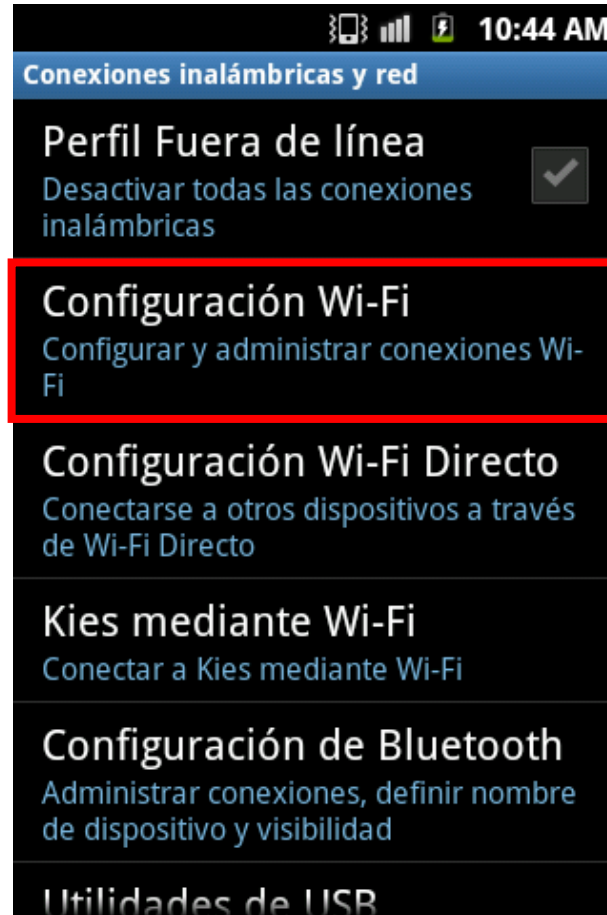 10:44 AM
Conexiones inalámbricas y red
Perfil Fuera de línea
Desactivar todas las conexiones
inalámbricas
Configuración Wi-Fi
Configurar y administrar conexiones Wi-
Fi
Configuración Wi-Fi Directo
Conectarse a otros dispositivos a través
de Wi-Fi Directo
Kies mediante Wi-Fi
Conectar a Kies mediante Wi-Fi
Configuración de Bluetooth
Administrar conexiones, definir nombre
de dispositivo y visibilidad
Utilidades de USB